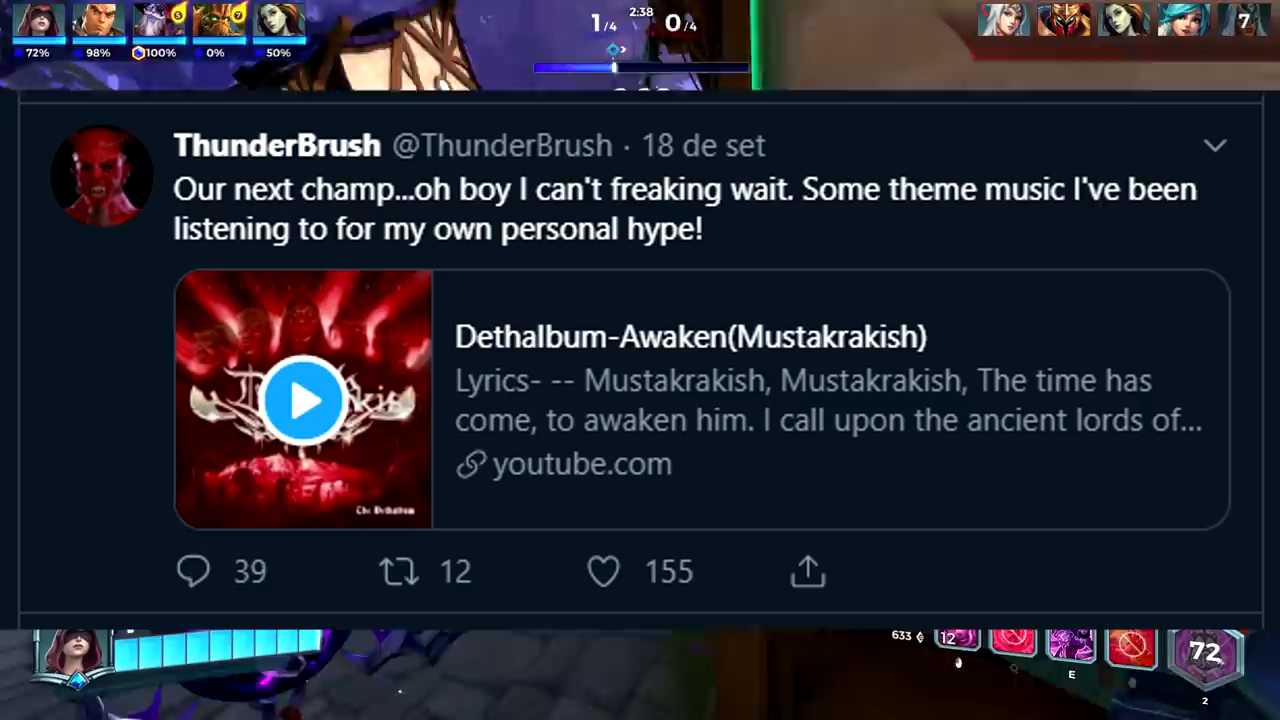 5
7
72%
98%
100%
0%
50%
1/4
2:38
0/4
7
ThunderBrush @ThunderBrush · 18 de set
Our next champ...oh boy I can't freaking wait. Some theme music I've been
listening to for my own personal hype!
Dethalbum-Awaken(Mustakrakish)
Lyrics- -- Mustakrakish, Mustakrakish, The time has
come, to awaken him. I call upon the ancient lords of...
youtube.com
39
12
155
633
12
72
Q
E
2